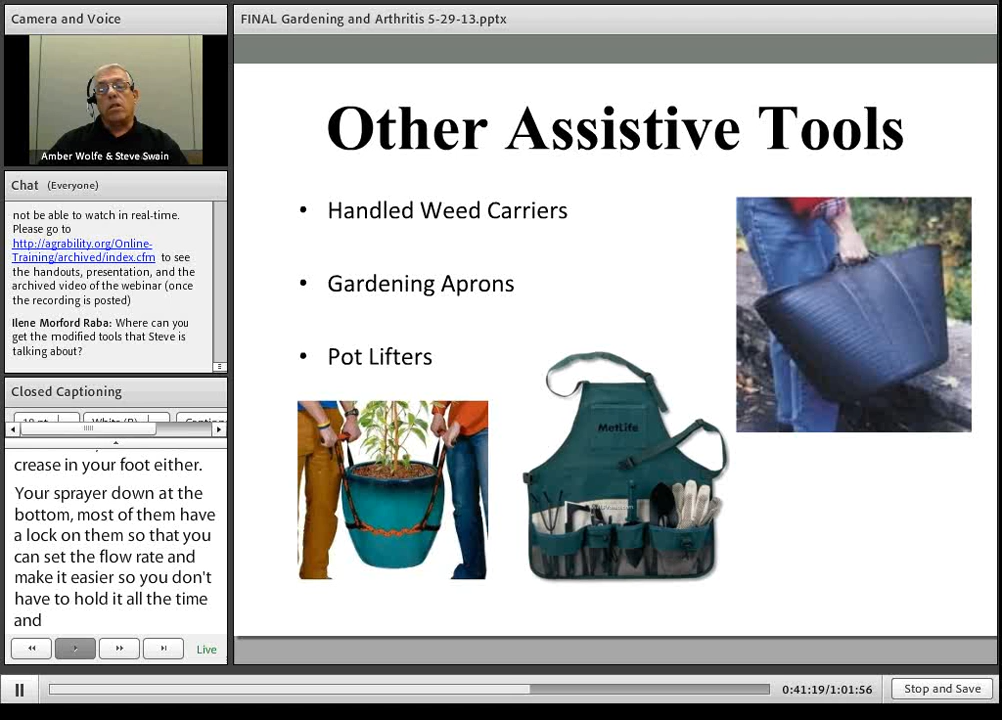 Camera and Voice
Amber Wolfe & Steve Swain
Chat (Everyone)
not be able to watch in real-time.
Please go to
http://agrability.org/Online-
Training/archived/index.cfm to see
the handouts, presentation, and the
archived video of the webinar (once
the recording is posted)
Ilene Morford Raba: Where can you
get the modified tools that Steve is
talking about?
Closed Captioning
crease in your foot either.
Your sprayer down at the
bottom, most of them have
a lock on them so that you
can set the flow rate and
make it easier so you don't
have to hold it all the time
and
Live
FINAL Gardening and Arthritis 5-29-13.pptx
Other Assistive Tools
• Handled Weed Carriers
• Gardening Aprons
• Pot Lifters
MetLife
0:41:19/1:01:56
Stop and Save